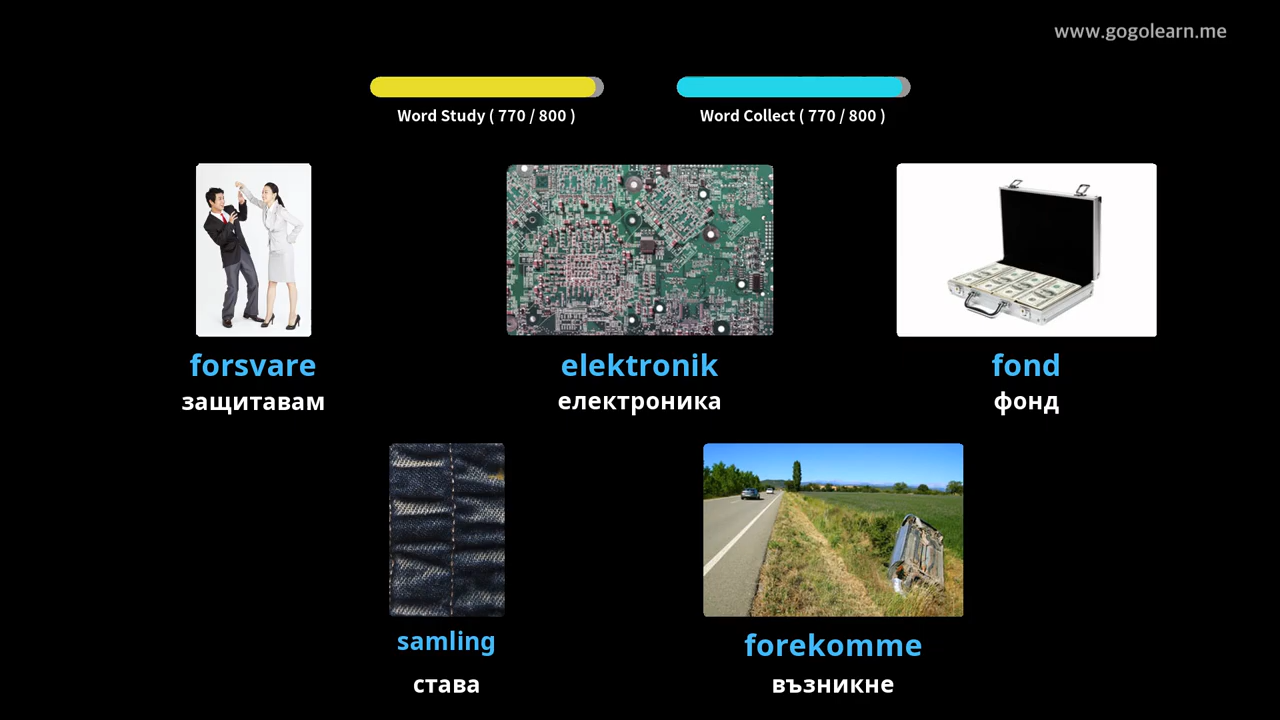 www.gogolearn.me
Word Study ( 770 / 800 )
Word Collect ( 770 / 800 )
forsvare
защитавам
elektronik
електроника
fond
фонд
samling
става
forekomme
възникне